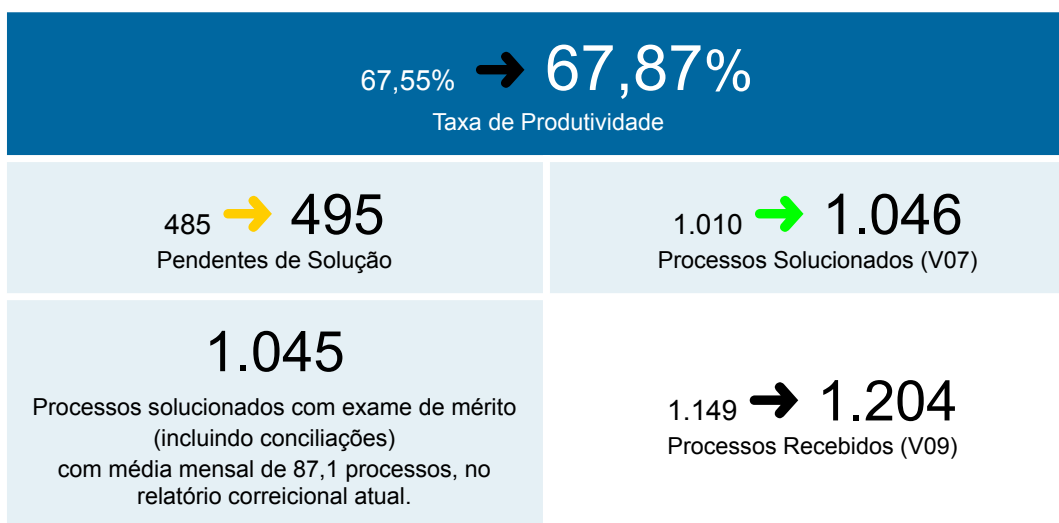 67,55% ➜ 67,87%
Taxa de Produtividade
485 ➜ 495
Pendentes de Solução
1.010 ➜ 1.046
Processos Solucionados (V07)
1.045
Processos solucionados com exame de mérito
(incluindo conciliações)
com média mensal de 87,1 processos, no
relatório correicional atual.
1.149 ➜ 1.204
Processos Recebidos (V09)